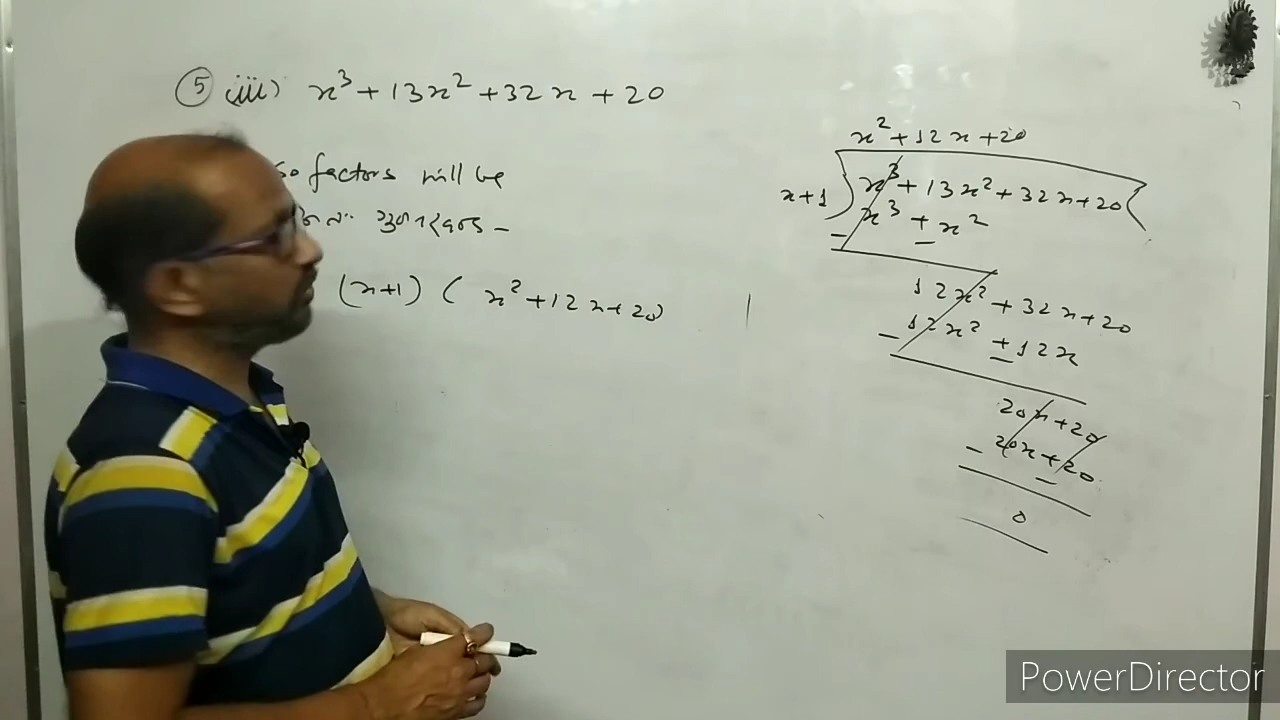 ⑤ (iii) x³ + 13x² + 32x + 20
so factors will be
(x+1) ( x² + 12x + 20)
x² + 12x + 20
x+1) x³ + 13x² + 32x + 20 (
x³ + x²
– –
12x² + 32x + 20
12x² + 12x
– –
20x + 20
20x + 20
– –
0
PowerDirector